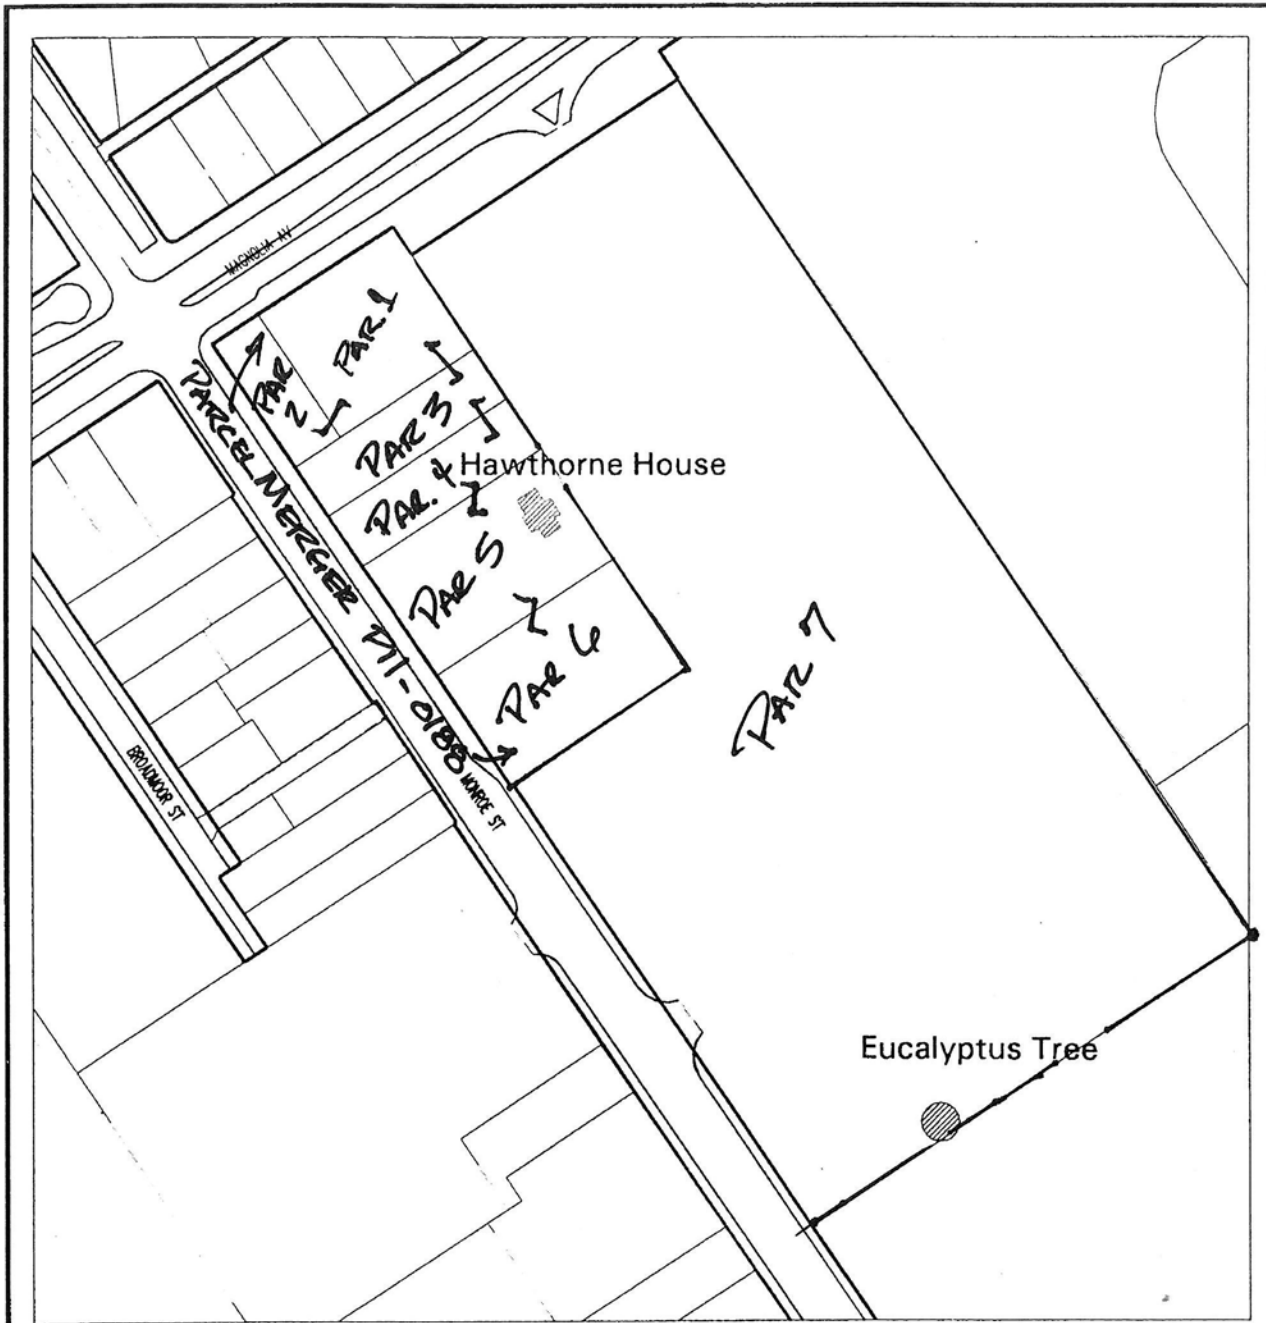 MAGNOLIA AV
PAR. 1
PAR
2
PAR 3
PAR. 4
Hawthorne House
PAR 5
PAR 6
PARCEL MERGER P11-0188
PAR 7
BROADMOOR ST
MONROE ST
Eucalyptus Tree